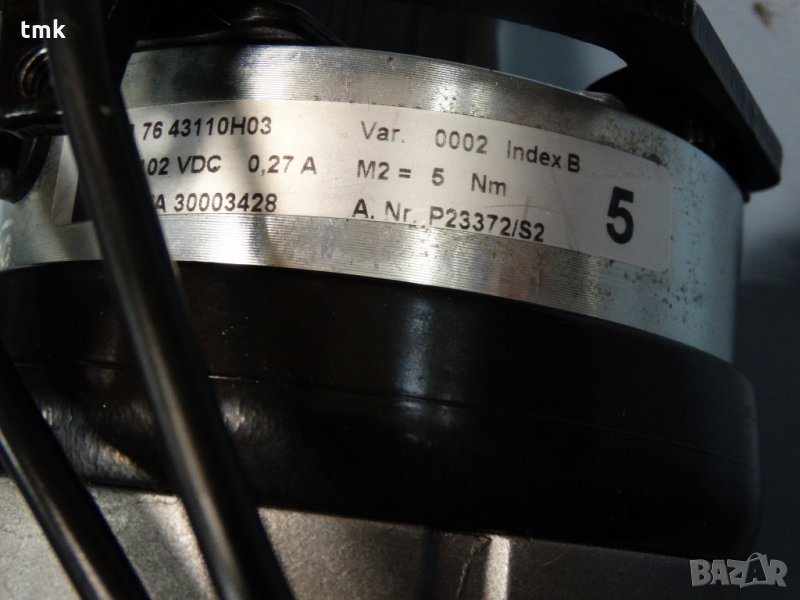 tmk
76 43110H03 Var. 0002 Index B
102 VDC 0,27 A M2 = 5 Nm
30003428 A. Nr. P23372/S2
5
BAZAR